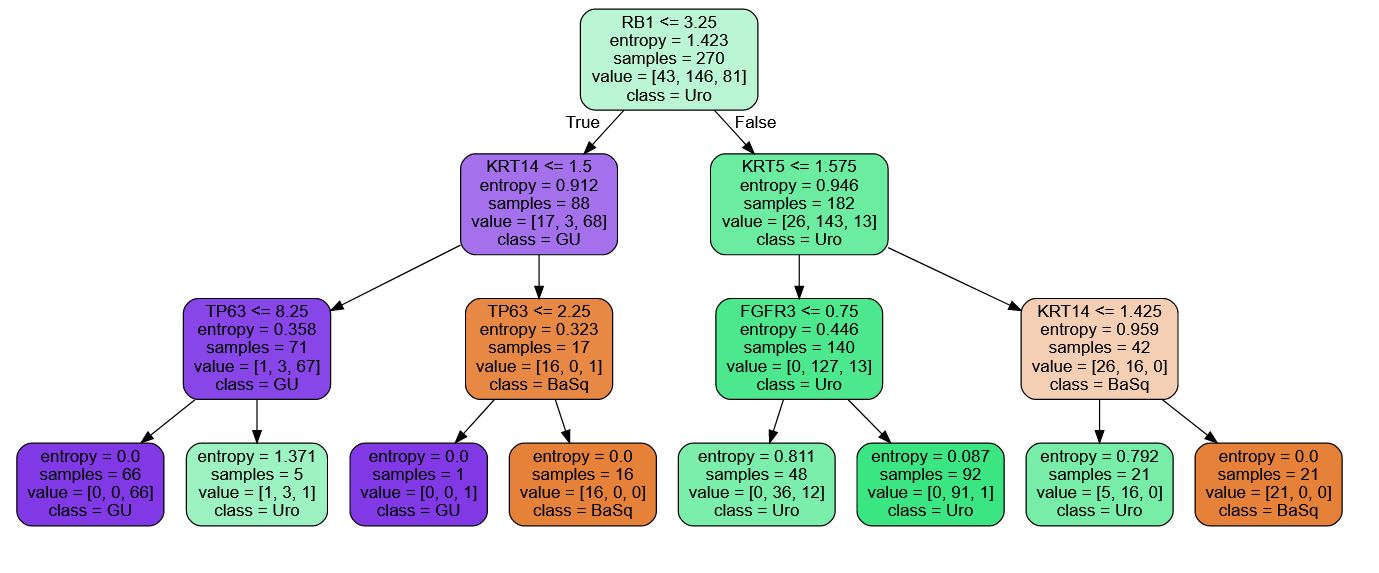 RB1 <= 3.25
entropy = 1.423
samples = 270
value = [43, 146, 81]
class = Uro
True
False
KRT14 <= 1.5
entropy = 0.912
samples = 88
value = [17, 3, 68]
class = GU
KRT5 <= 1.575
entropy = 0.946
samples = 182
value = [26, 143, 13]
class = Uro
TP63 <= 8.25
entropy = 0.358
samples = 71
value = [1, 3, 67]
class = GU
TP63 <= 2.25
entropy = 0.323
samples = 17
value = [16, 0, 1]
class = BaSq
FGFR3 <= 0.75
entropy = 0.446
samples = 140
value = [0, 127, 13]
class = Uro
KRT14 <= 1.425
entropy = 0.959
samples = 42
value = [26, 16, 0]
class = BaSq
entropy = 0.0
samples = 66
value = [0, 0, 66]
class = GU
entropy = 1.371
samples = 5
value = [1, 3, 1]
class = Uro
entropy = 0.0
samples = 1
value = [0, 0, 1]
class = GU
entropy = 0.0
samples = 16
value = [16, 0, 0]
class = BaSq
entropy = 0.811
samples = 48
value = [0, 36, 12]
class = Uro
entropy = 0.087
samples = 92
value = [0, 91, 1]
class = Uro
entropy = 0.792
samples = 21
value = [5, 16, 0]
class = Uro
entropy = 0.0
samples = 21
value = [21, 0, 0]
class = BaSq